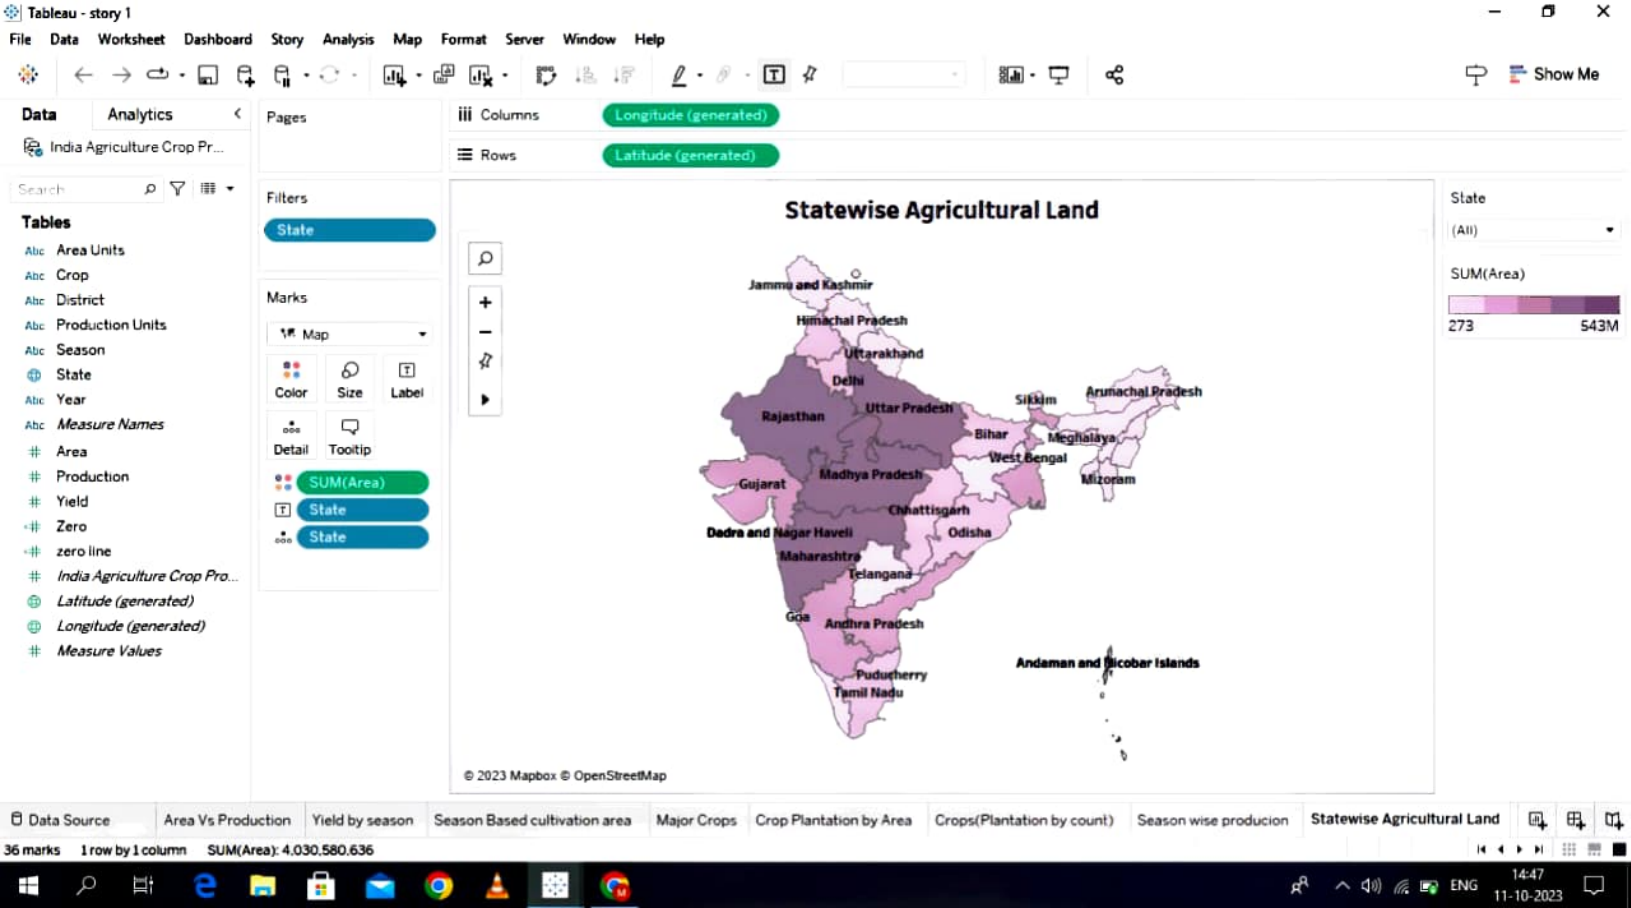 Tableau - story 1
File Data Worksheet Dashboard Story Analysis Map Format Server Window Help
Show Me
Data Analytics
India Agriculture Crop Pr...
Search
Tables
Abc Area Units
Abc Crop
Abc District
Abc Production Units
Abc Season
State
Abc Year
Abc Measure Names
# Area
# Production
# Yield
=# Zero
=# zero line
# India Agriculture Crop Pro...
Latitude (generated)
Longitude (generated)
# Measure Values
Pages
Filters
State
Marks
Map
Color Size Label
Detail Tooltip
SUM(Area)
State
State
Columns Longitude (generated)
Rows Latitude (generated)
Statewise Agricultural Land
Jammu and Kashmir
Himachal Pradesh
Uttarakhand
Delhi
Arunachal Pradesh
Sikkim
Uttar Pradesh
Rajasthan
Bihar
Meghalaya
West Bengal
Madhya Pradesh
Mizoram
Gujarat
Chhattisgarh
Dadra and Nagar Haveli
Odisha
Maharashtra
Telangana
Goa
Andhra Pradesh
Andaman and Nicobar Islands
Puducherry
Tamil Nadu
© 2023 Mapbox © OpenStreetMap
State
(All)
SUM(Area)
273 543M
Data Source Area Vs Production Yield by season Season Based cultivation area Major Crops Crop Plantation by Area Crops(Plantation by count) Season wise producion Statewise Agricultural Land
36 marks 1 row by 1 column SUM(Area): 4,030,580,636
ENG
14:47
11-10-2023